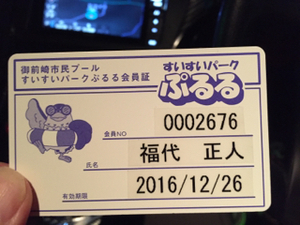 御前崎市民プール
すいすいパークぷるる会員証
すいすいパーク
ぷるる
会員NO
0002676
氏名
福代 正人
有効期限
2016/12/26